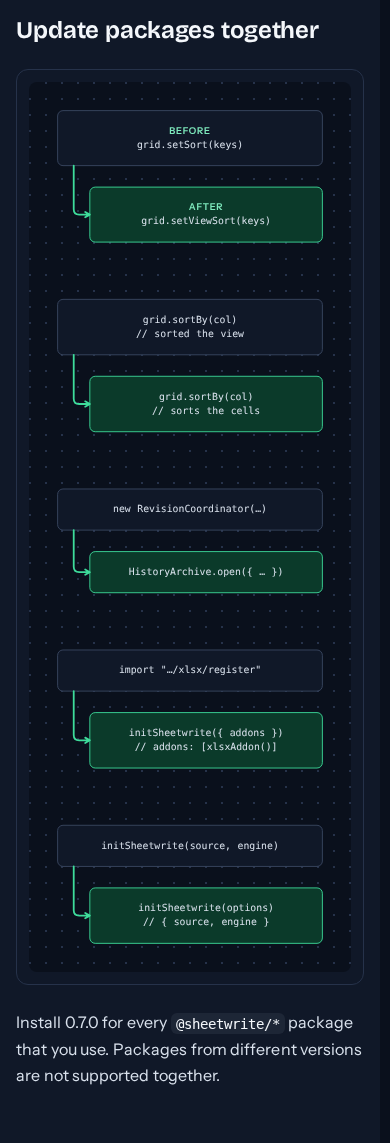 Update packages together
BEFORE
grid.setSort(keys)
AFTER
grid.setViewSort(keys)
grid.sortBy(col)
// sorted the view
grid.sortBy(col)
// sorts the cells
new RevisionCoordinator(…)
HistoryArchive.open({ … })
import "…/xlsx/register"
initSheetwrite({ addons })
// addons: [xlsxAddon()]
initSheetwrite(source, engine)
initSheetwrite(options)
// { source, engine }
Install 0.7.0 for every @sheetwrite/* package
that you use. Packages from different versions
are not supported together.